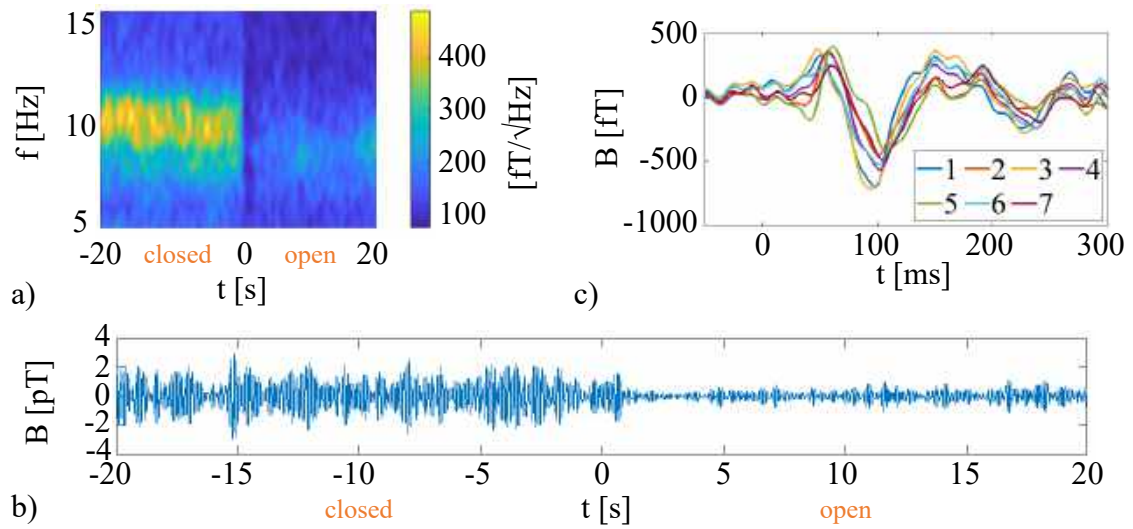 15
10
5
f [Hz]
-20
closed
0
open
20
t [s]
400
300
200
100
[fT/√Hz]
a)
500
0
-500
-1000
B [fT]
1 2 3 4
5 6 7
0 100 200 300
t [ms]
c)
4
2
0
-2
-4
B [pT]
-20 -15 -10 -5 0 5 10 15 20
closed
t [s]
open
b)